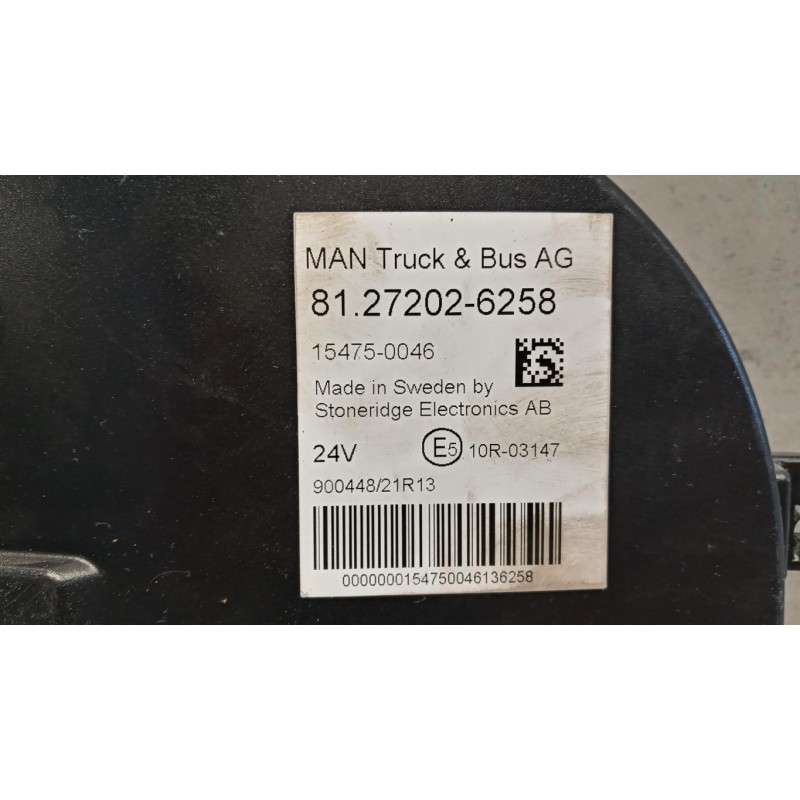 MAN Truck & Bus AG
81.27202-6258
15475-0046
Made in Sweden by
Stoneridge Electronics AB
24V E5 10R-03147
900448/21R13
0000000154750046136258